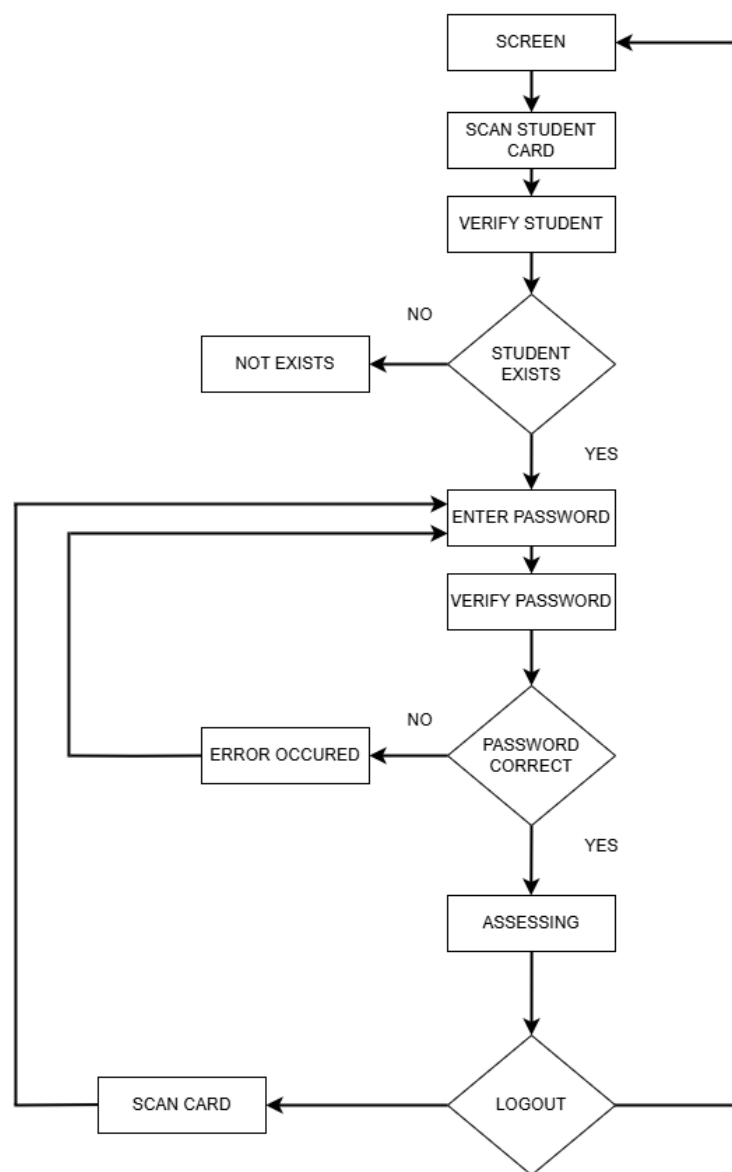 SCREEN
SCAN STUDENT
CARD
VERIFY STUDENT
NO
STUDENT
EXISTS
NOT EXISTS
YES
ENTER PASSWORD
VERIFY PASSWORD
NO
PASSWORD
CORRECT
ERROR OCCURED
YES
ASSESSING
SCAN CARD
LOGOUT